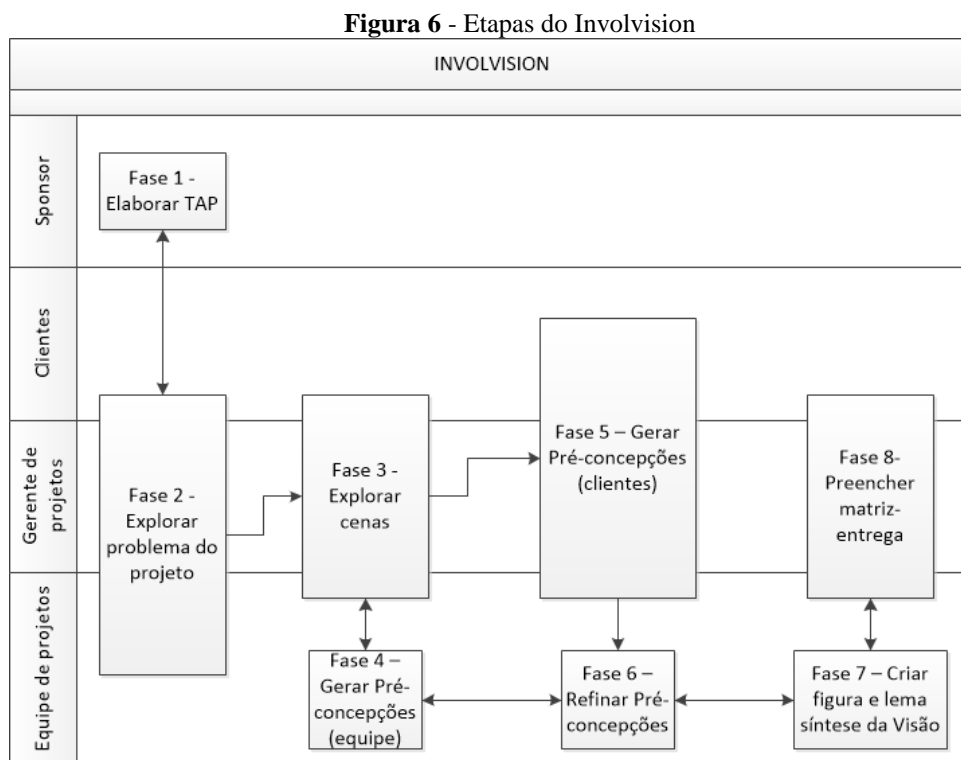 Figura 6 - Etapas do Involvision
INVOLVISION
Sponsor
Fase 1 -
Elaborar TAP
Clientes
Gerente de
projetos
Fase 2 -
Explorar
problema do
projeto
Fase 3 -
Explorar
cenas
Fase 5 – Gerar
Pré-concepções
(clientes)
Fase 8-
Preencher
matriz-
entrega
Equipe de projetos
Fase 4 –
Gerar Pré-
concepções
(equipe)
Fase 6 –
Refinar Pré-
concepções
Fase 7 – Criar
figura e lema
síntese da Visão